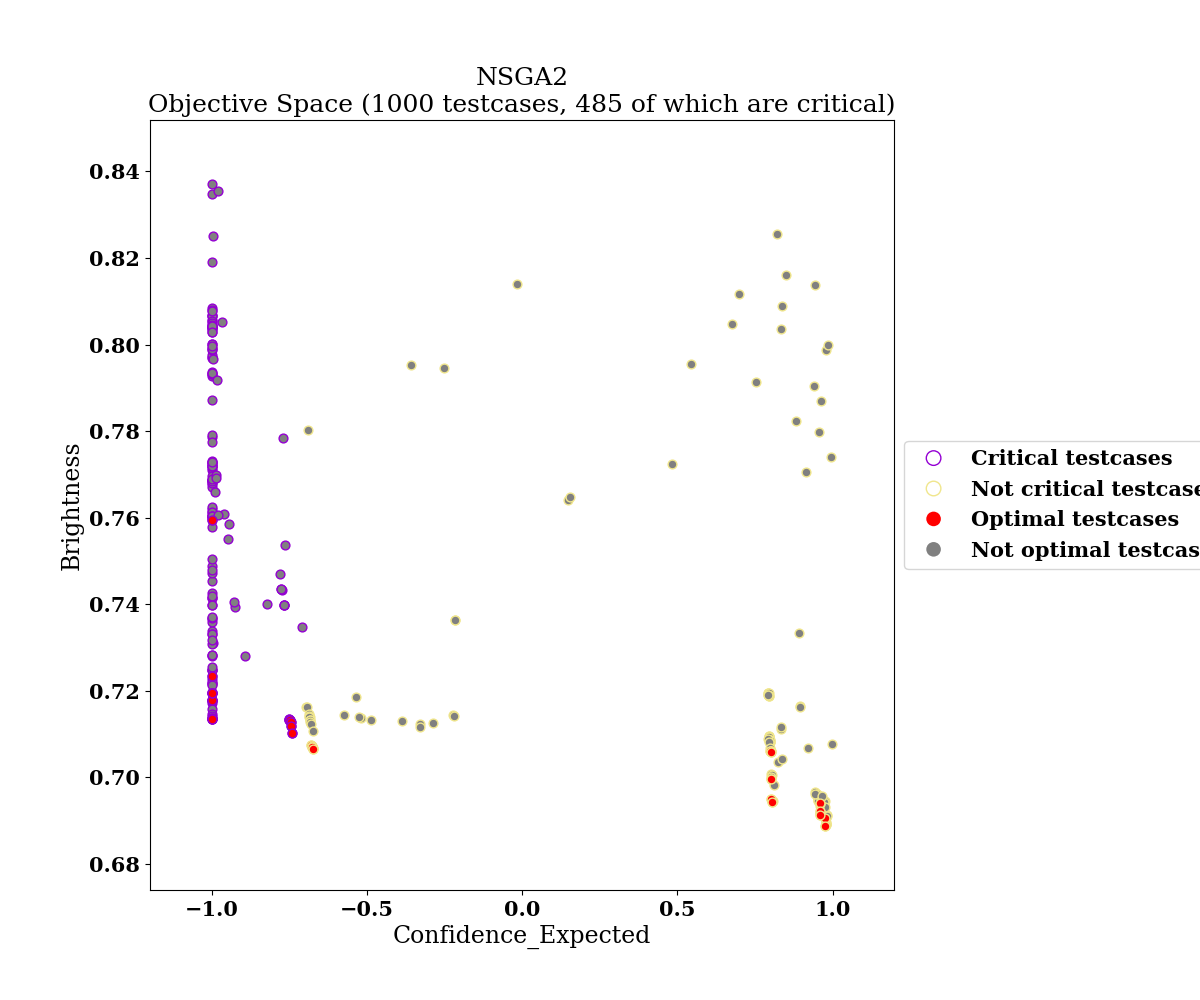 NSGA2
Objective Space (1000 testcases, 485 of which are critical)
0.84
0.82
0.80
0.78
0.76
0.74
0.72
0.70
0.68
Brightness
−1.0
−0.5
0.0
0.5
1.0
Confidence_Expected
Critical testcases
Not critical testcase
Optimal testcases
Not optimal testcas